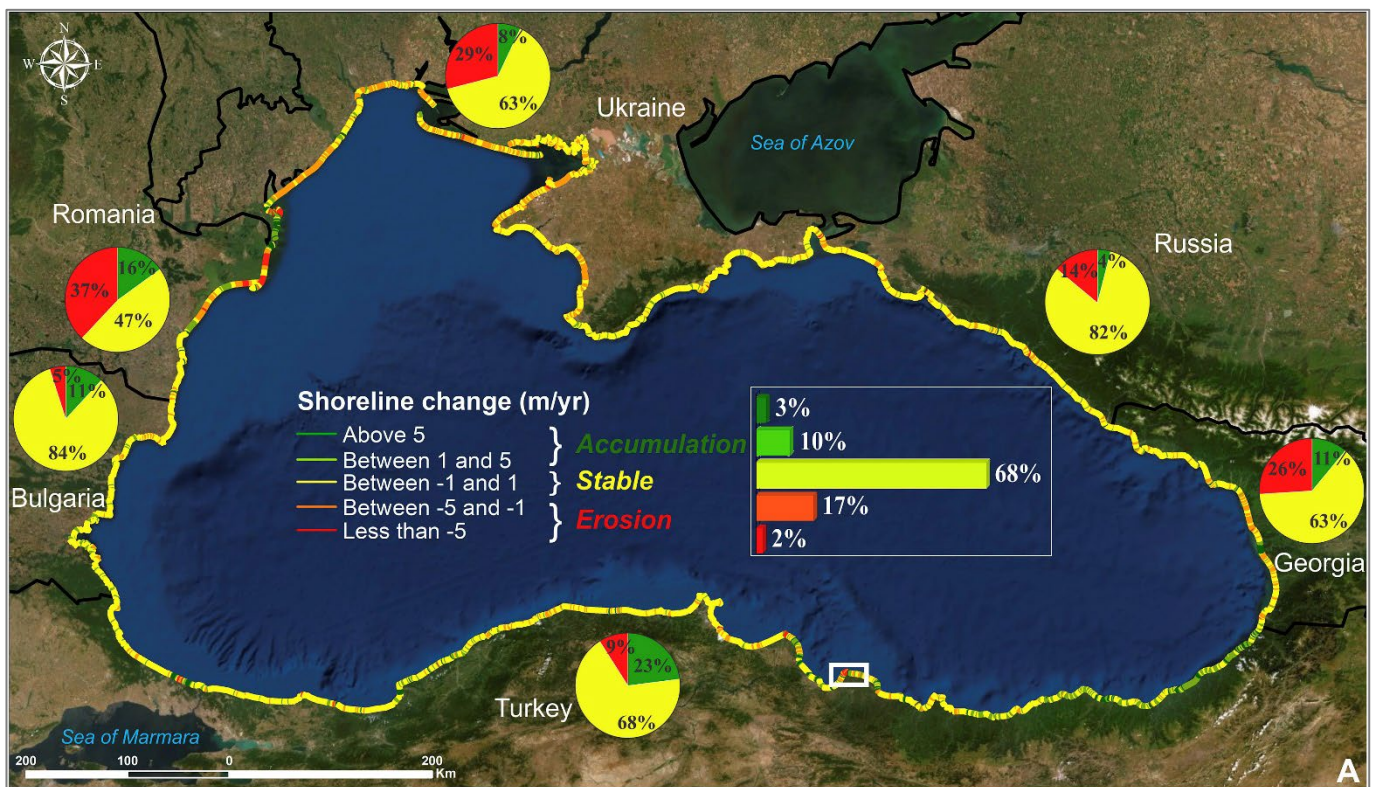 N
W E
S
8%
29%
63%
Ukraine
Sea of Azov
Romania
16%
37%
47%
Russia
4%
14%
82%
5%
11%
84%
Bulgaria
Shoreline change (m/yr)
Above 5
Between 1 and 5
Accumulation
Between -1 and 1
Stable
Between -5 and -1
Less than -5
Erosion
3%
10%
68%
17%
2%
11%
26%
63%
Georgia
9%
23%
68%
Turkey
Sea of Marmara
200 100 0 200
Km
A